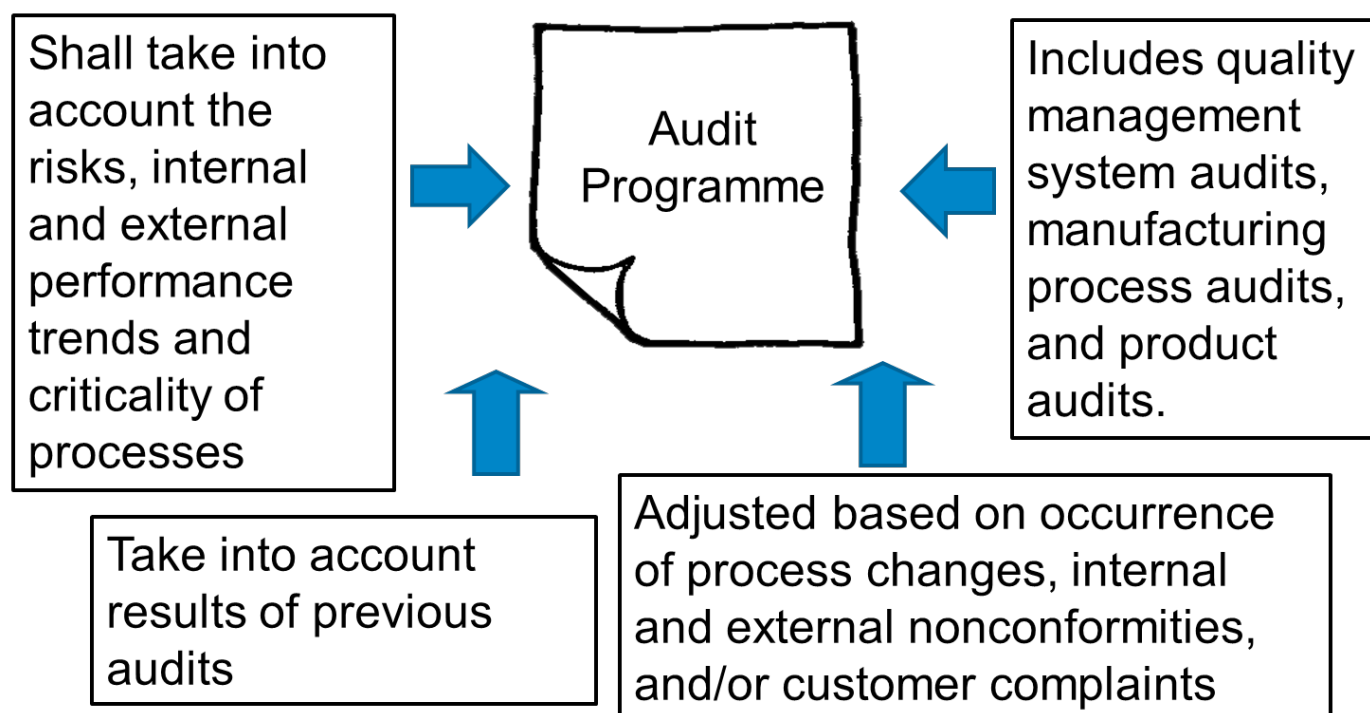 Shall take into
account the
risks, internal
and external
performance
trends and
criticality of
processes
Audit
Programme
Includes quality
management
system audits,
manufacturing
process audits,
and product
audits.
Take into account
results of previous
audits
Adjusted based on occurrence
of process changes, internal
and external nonconformities,
and/or customer complaints